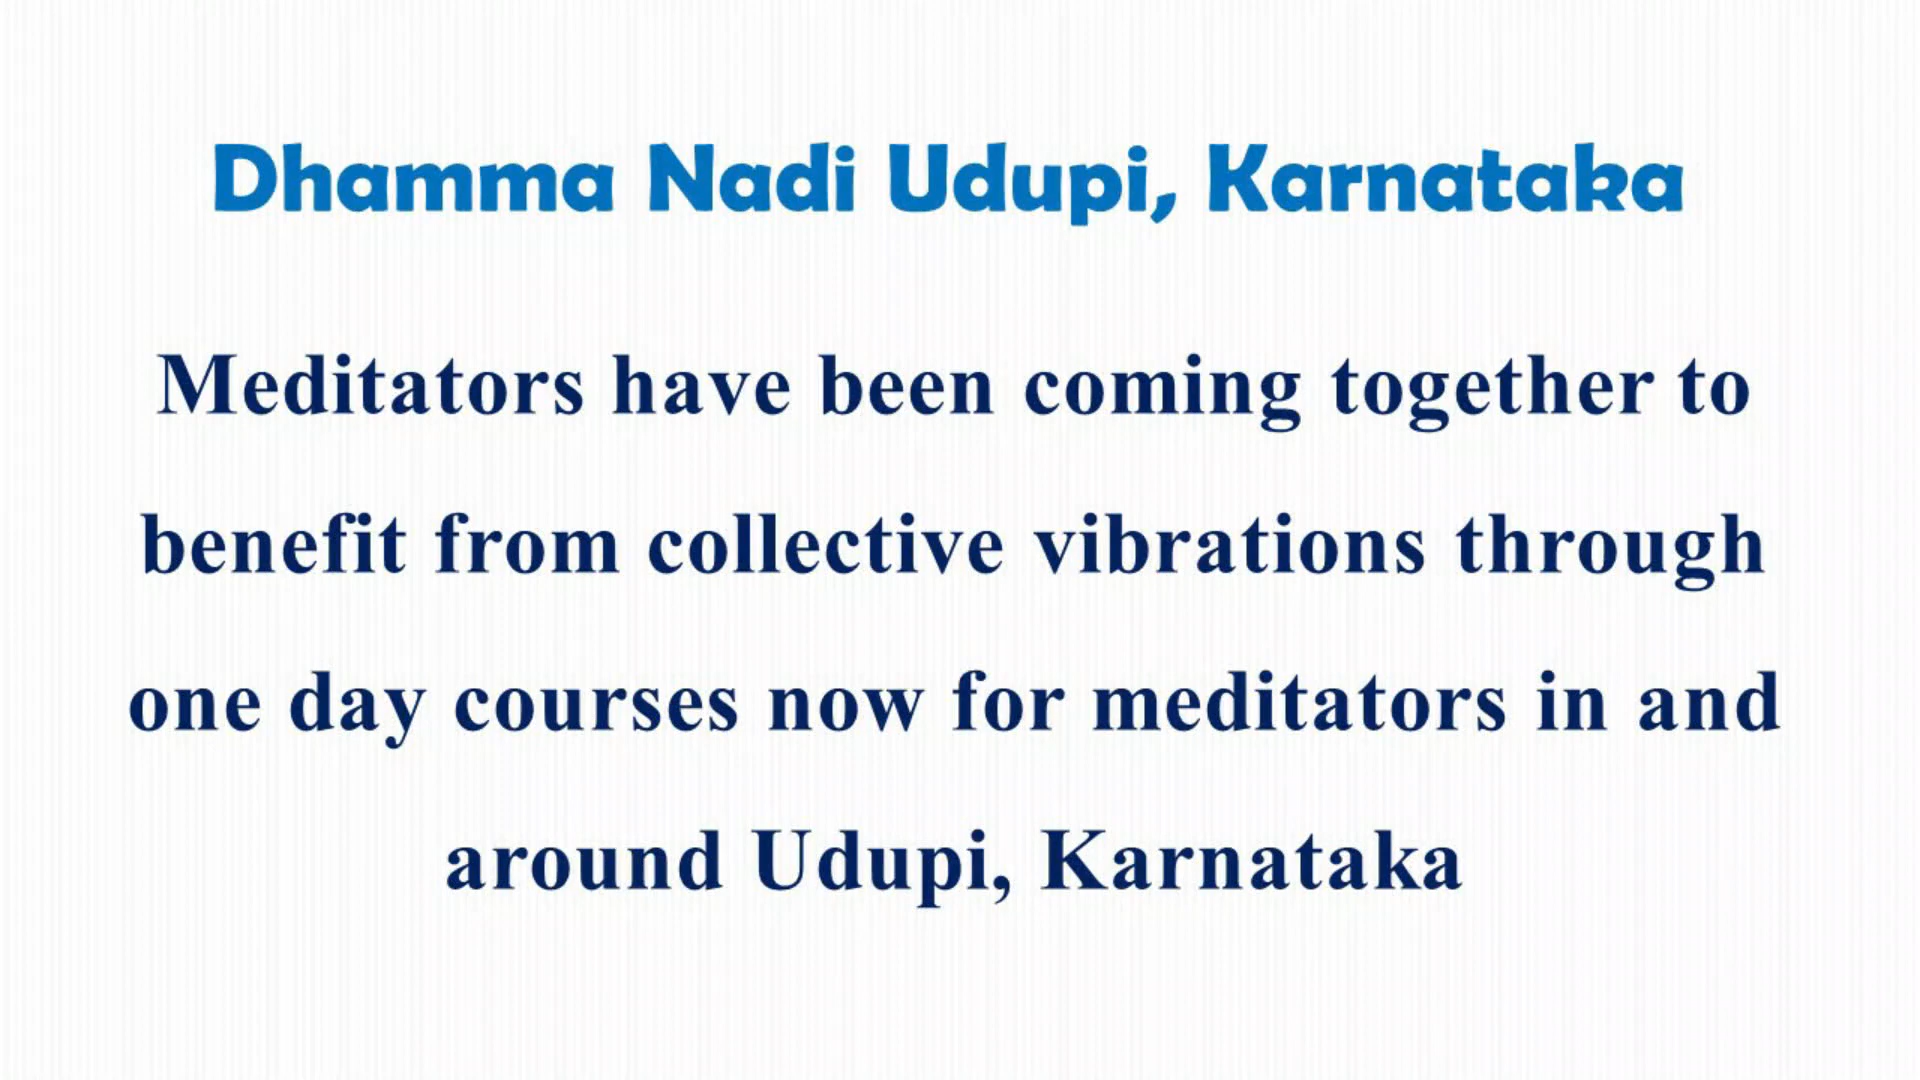 Dhamma Nadi Udupi, Karnataka
Meditators have been coming together to
benefit from collective vibrations through
one day courses now for meditators in and
around Udupi, Karnataka